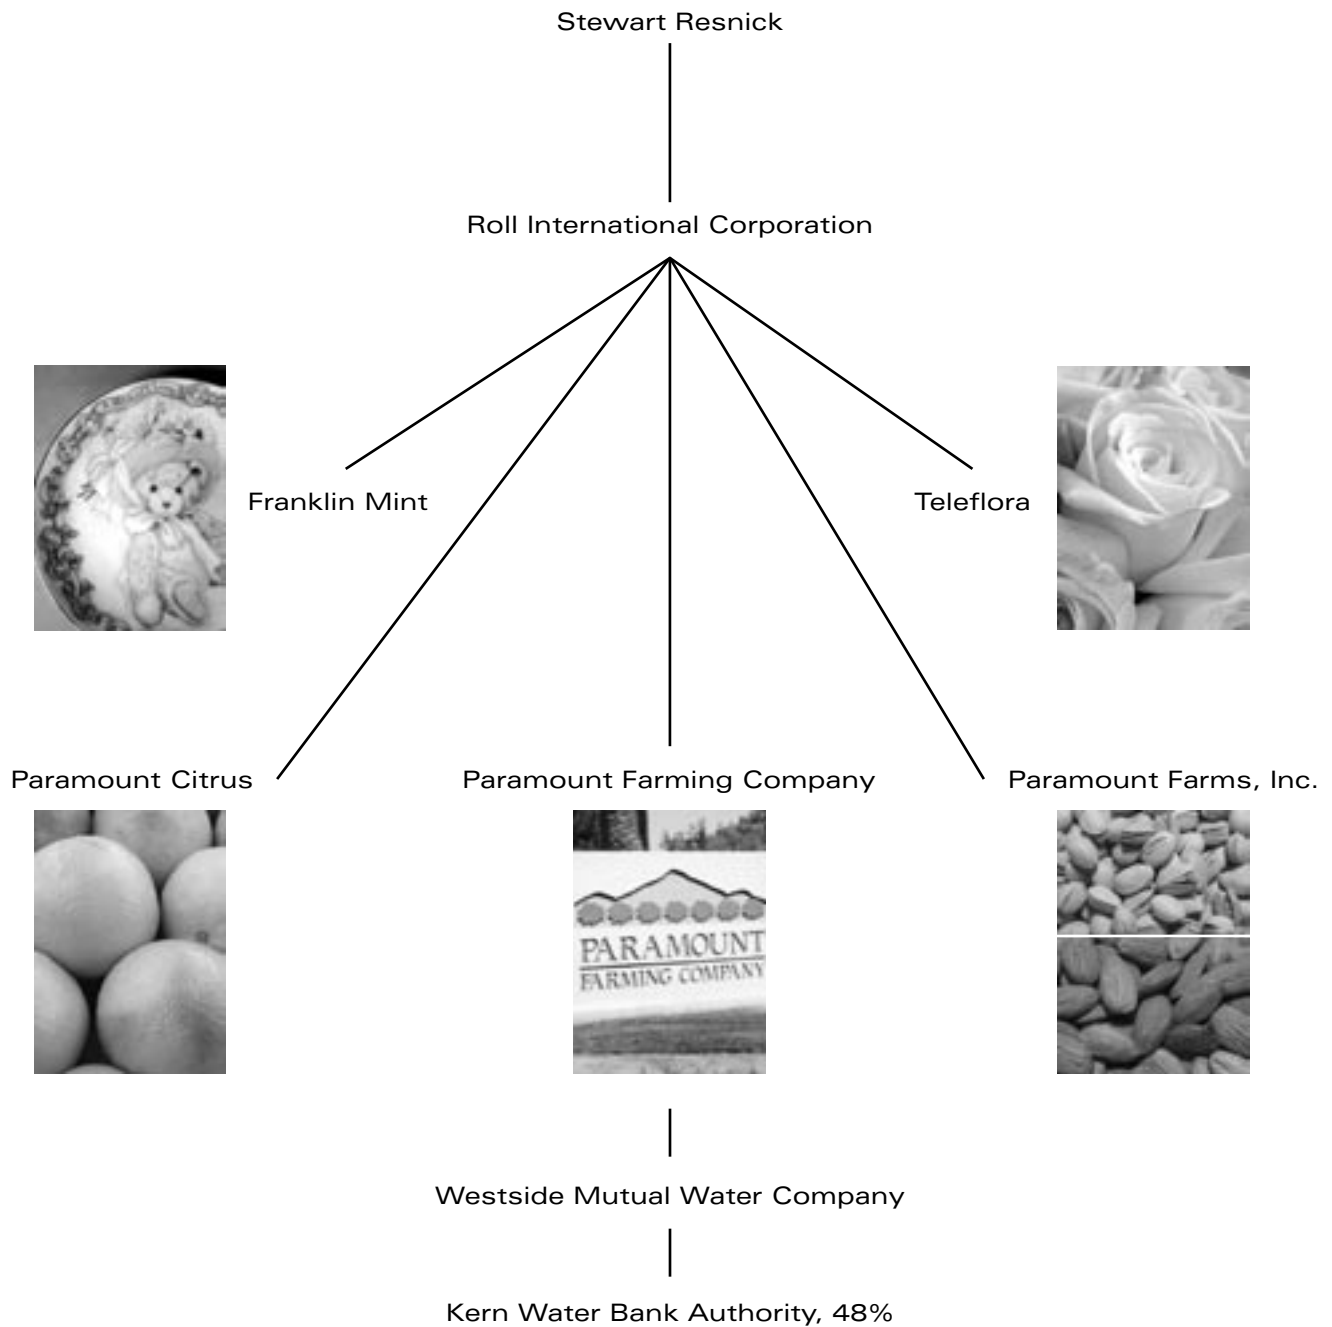 Stewart Resnick
Roll International Corporation
Franklin Mint
Teleflora
Paramount Citrus
Paramount Farming Company
Paramount Farms, Inc.
PARAMOUNT
FARMING COMPANY
Westside Mutual Water Company
Kern Water Bank Authority, 48%